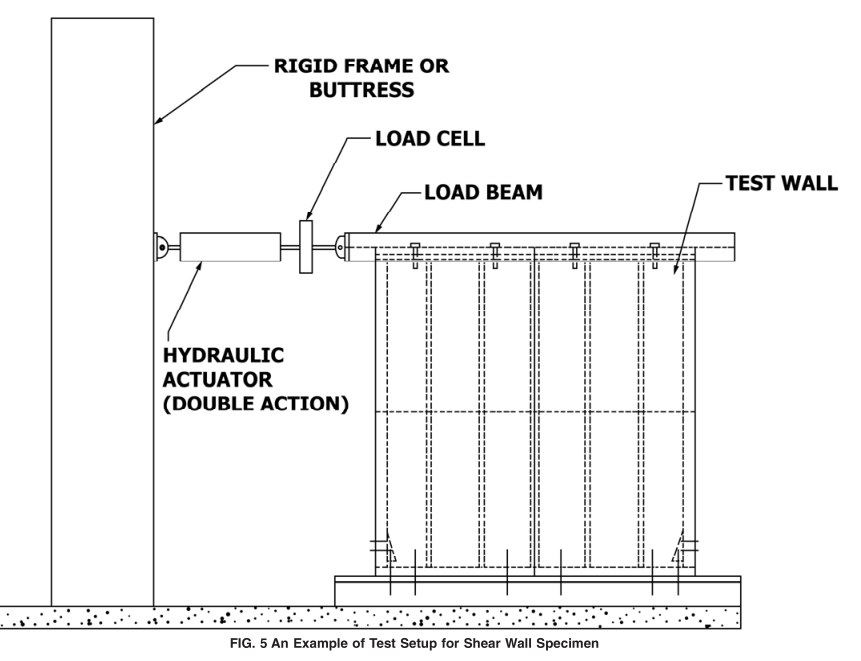 RIGID FRAME OR
BUTTRESS
LOAD CELL
LOAD BEAM
TEST WALL
HYDRAULIC
ACTUATOR
(DOUBLE ACTION)
FIG. 5 An Example of Test Setup for Shear Wall Specimen